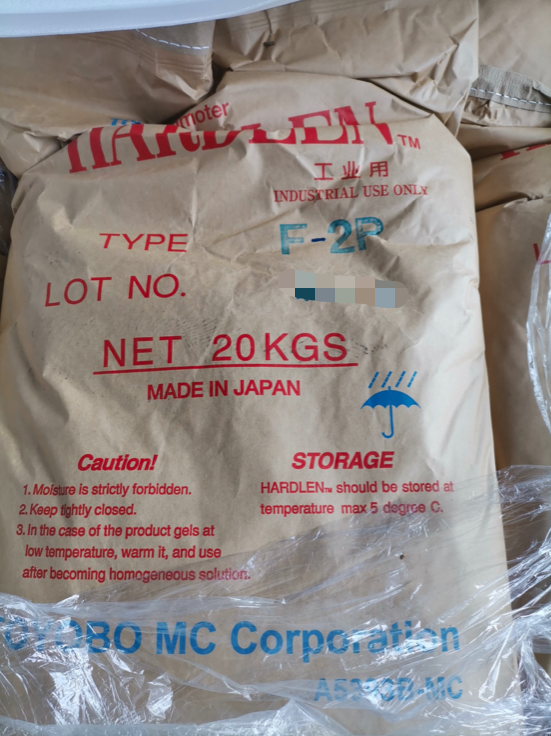 moter
HARDLEN™
工业用
INDUSTRIAL USE ONLY
TYPE F-2P
LOT NO.
NET 20KGS
MADE IN JAPAN
Caution!
1. Moisture is strictly forbidden.
2. Keep tightly closed.
3. In the case of the product gels at
low temperature, warm it, and use
after becoming homogeneous solution.
STORAGE
HARDLEN™ should be stored at
temperature max 5 degree C.
TOYOBO MC Corporation